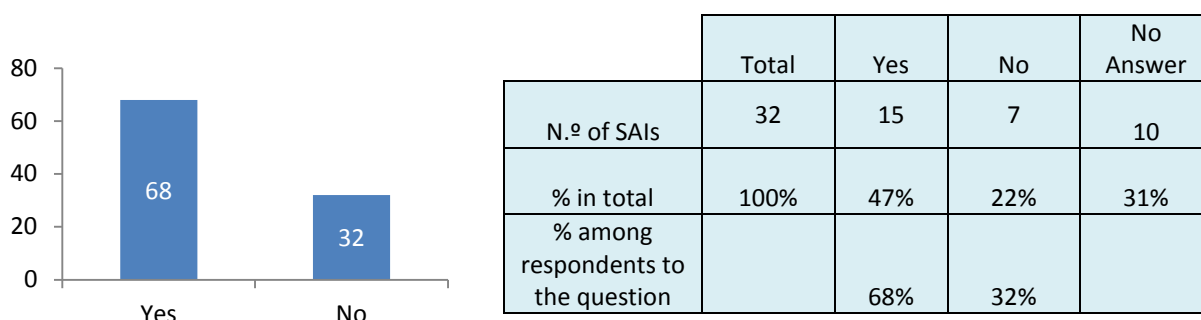 80
60
40
20
0
68
32
Yes
No
Total
Yes
No
No
Answer
N.º of SAIs
32
15
7
10
% in total
100%
47%
22%
31%
% among
respondents to
the question
68%
32%